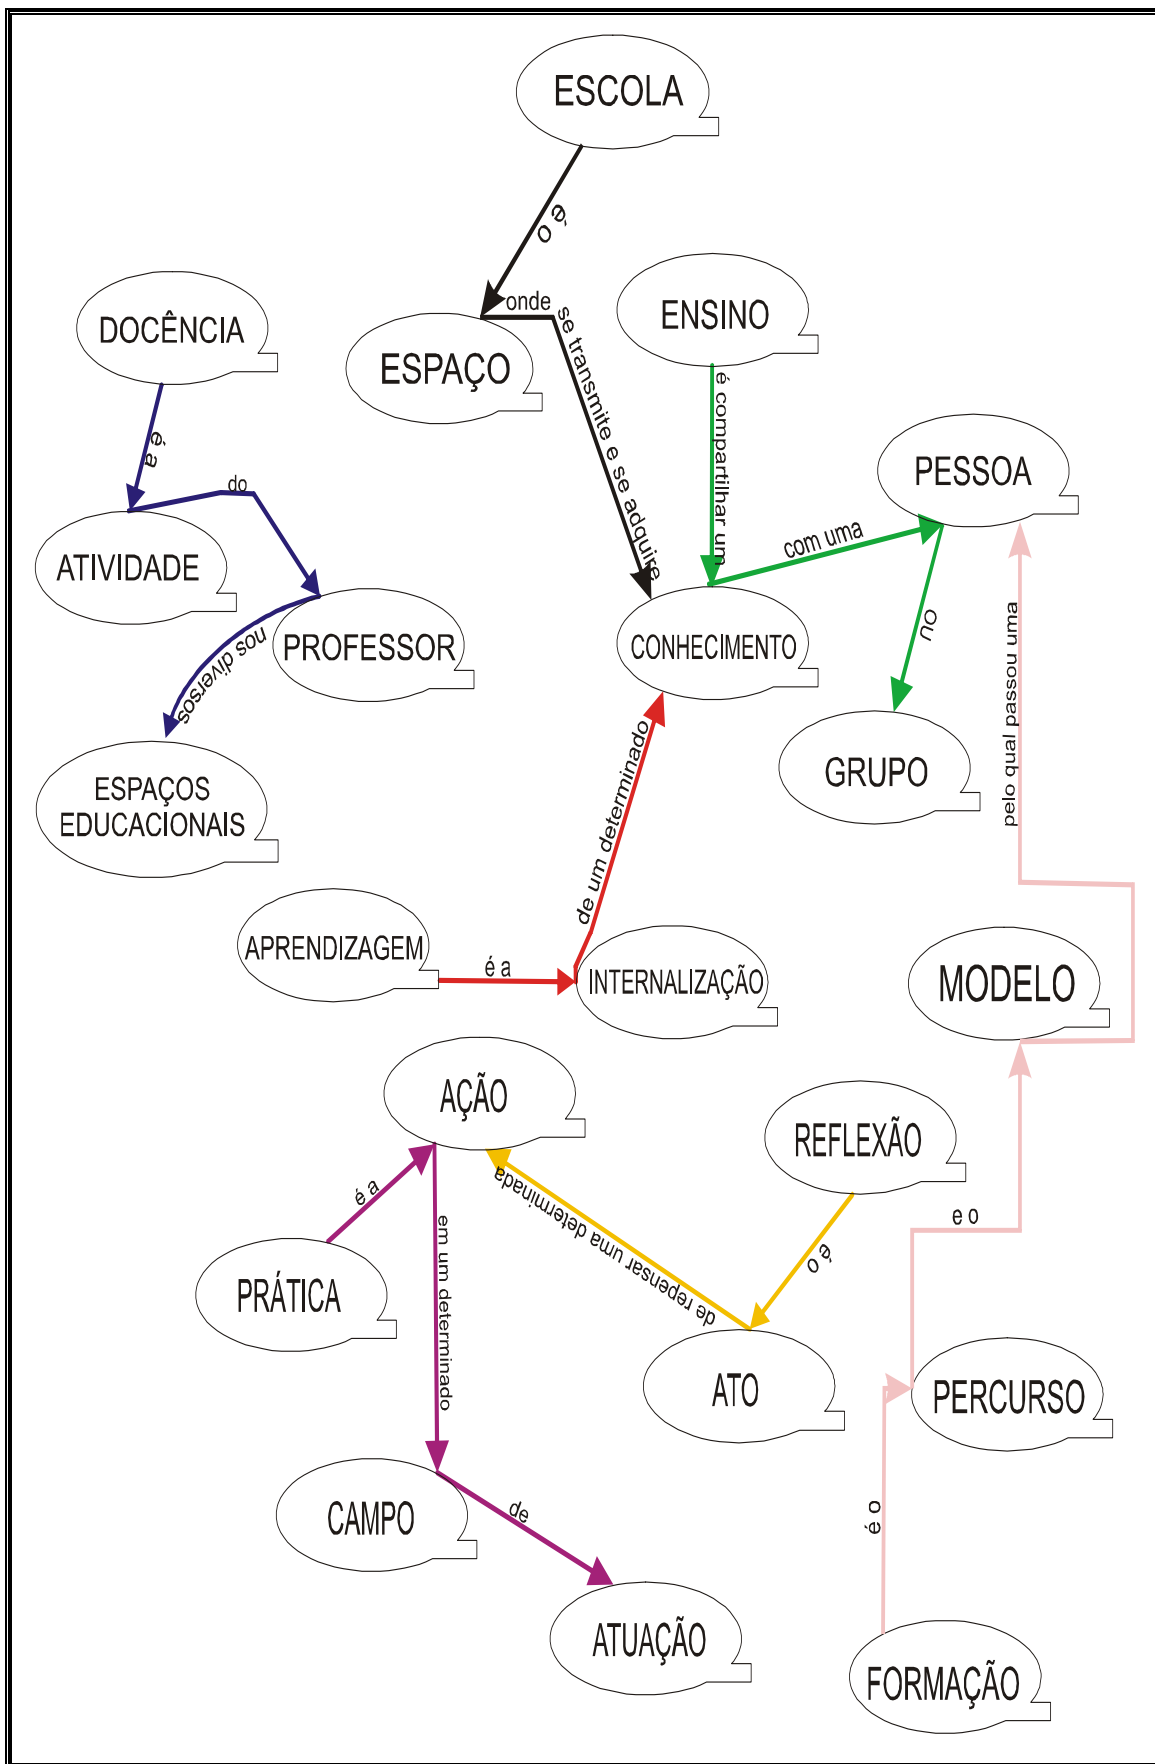 ESCOLA
é o
ESPAÇO
onde
se transmite e se adquire
ENSINO
é compartilhar um
CONHECIMENTO
com uma
PESSOA
ou
GRUPO
DOCÊNCIA
é a
ATIVIDADE
do
PROFESSOR
nos diversos
ESPAÇOS
EDUCACIONAIS
APRENDIZAGEM
é a
INTERNALIZAÇÃO
de um determinado
PRÁTICA
é a
AÇÃO
em um determinado
CAMPO
de
ATUAÇÃO
REFLEXÃO
é o
ATO
de repensar uma determinada
FORMAÇÃO
é o
PERCURSO
e o
MODELO
pelo qual passou uma